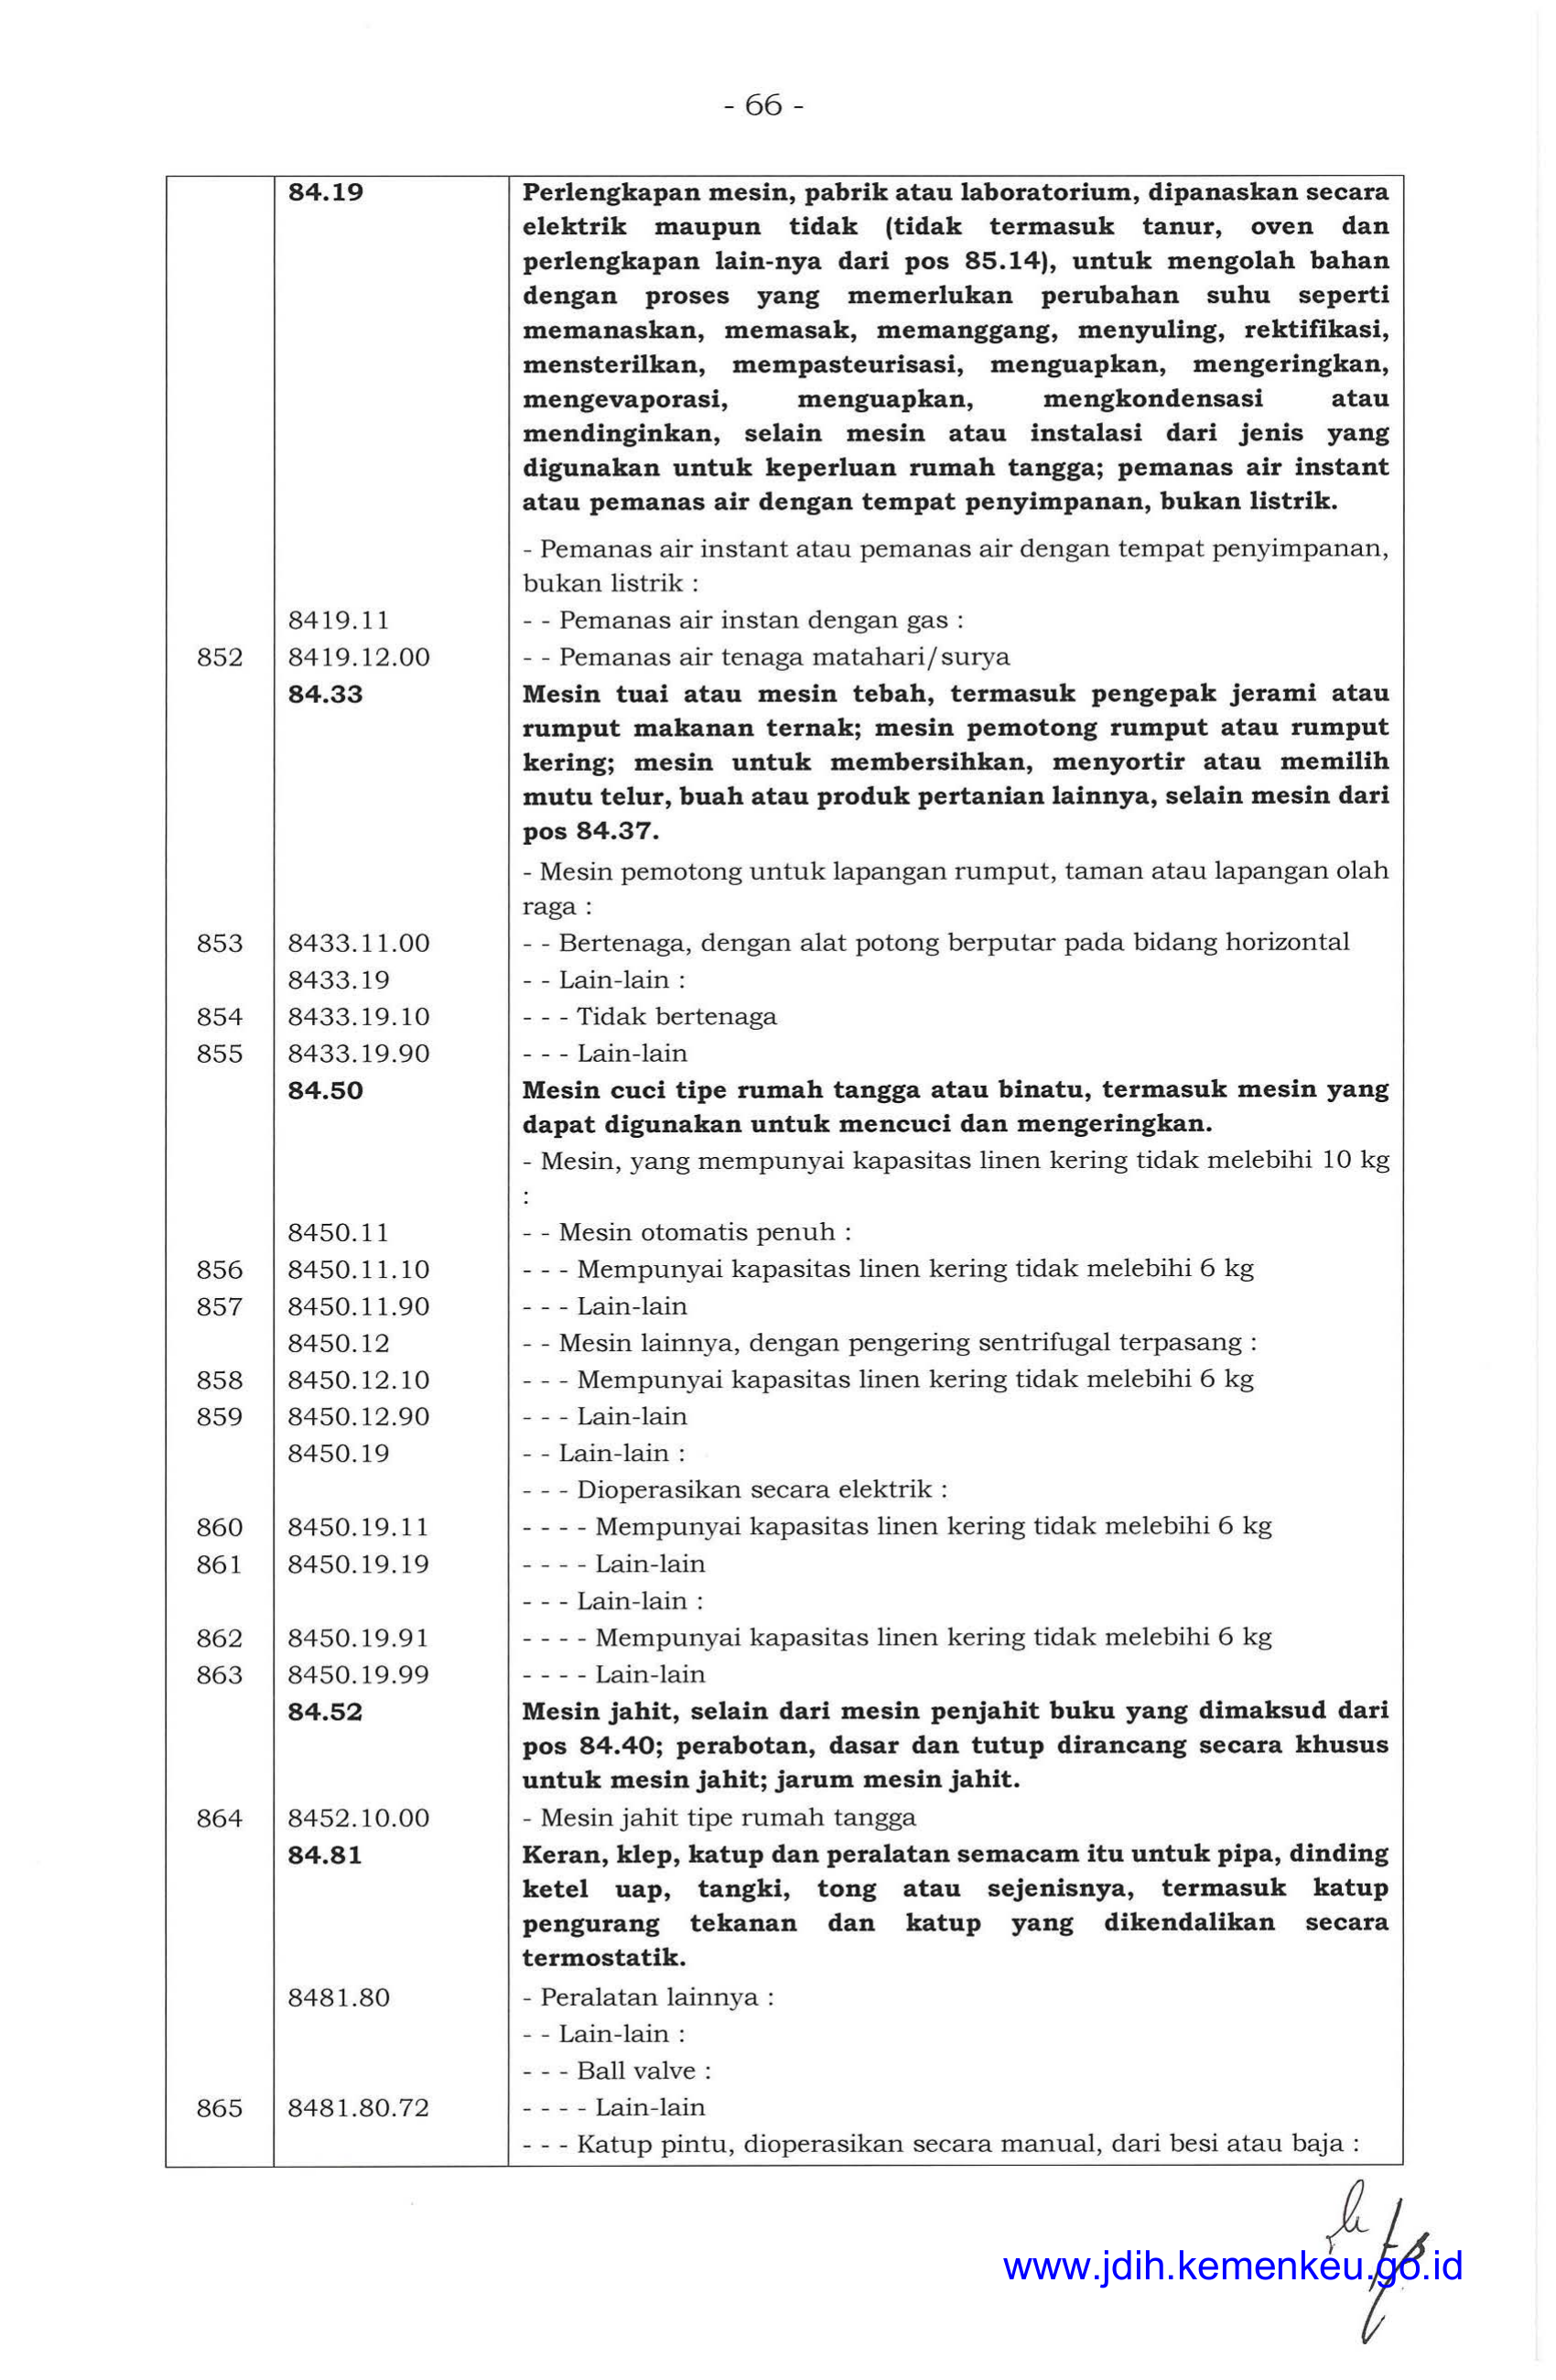 - 66 -
84.19 Perlengkapan mesin, pabrik atau laboratorium, dipanaskan secara
elektrik maupun tidak (tidak termasuk tanur, oven dan
perlengkapan lain-nya dari pos 85.14), untuk mengolah bahan
dengan proses yang memerlukan perubahan suhu seperti
memanaskan, memasak, memanggang, menyuling, rektifikasi,
mensterilkan, mempasteurisasi, menguapkan, mengeringkan,
mengevaporasi, menguapkan, mengkondensasi atau
mendinginkan, selain mesin atau instalasi dari jenis yang
digunakan untuk keperluan rumah tangga; pemanas air instant
atau pemanas air dengan tempat penyimpanan, bukan listrik.
- Pemanas air instant atau pemanas air dengan tempat penyimpanan,
bukan listrik :
8419.11 - - Pemanas air instan dengan gas :
852 8419.12.00 - - Pemanas air tenaga matahari/surya
84.33 Mesin tuai atau mesin tebah, termasuk pengepak jerami atau
rumput makanan ternak; mesin pemotong rumput atau rumput
kering; mesin untuk membersihkan, menyortir atau memilih
mutu telur, buah atau produk pertanian lainnya, selain mesin dari
pos 84.37.
- Mesin pemotong untuk lapangan rumput, taman atau lapangan olah
raga :
853 8433.11.00 - - Bertenaga, dengan alat potong berputar pada bidang horizontal
8433.19 - - Lain-lain :
854 8433.19.10 - - - Tidak bertenaga
855 8433.19.90 - - - Lain-lain
84.50 Mesin cuci tipe rumah tangga atau binatu, termasuk mesin yang
dapat digunakan untuk mencuci dan mengeringkan.
- Mesin, yang mempunyai kapasitas linen kering tidak melebihi 10 kg
:
8450.11 - - Mesin otomatis penuh :
856 8450.11.10 - - - Mempunyai kapasitas linen kering tidak melebihi 6 kg
857 8450.11.90 - - - Lain-lain
8450.12 - - Mesin lainnya, dengan pengering sentrifugal terpasang :
858 8450.12.10 - - - Mempunyai kapasitas linen kering tidak melebihi 6 kg
859 8450.12.90 - - - Lain-lain
8450.19 - - Lain-lain :
- - - Dioperasikan secara elektrik :
860 8450.19.11 - - - - Mempunyai kapasitas linen kering tidak melebihi 6 kg
861 8450.19.19 - - - - Lain-lain
- - - Lain-lain :
862 8450.19.91 - - - - Mempunyai kapasitas linen kering tidak melebihi 6 kg
863 8450.19.99 - - - - Lain-lain
84.52 Mesin jahit, selain dari mesin penjahit buku yang dimaksud dari
pos 84.40; perabotan, dasar dan tutup dirancang secara khusus
untuk mesin jahit; jarum mesin jahit.
864 8452.10.00 - Mesin jahit tipe rumah tangga
84.81 Keran, klep, katup dan peralatan semacam itu untuk pipa, dinding
ketel uap, tangki, tong atau sejenisnya, termasuk katup
pengurang tekanan dan katup yang dikendalikan secara
termostatik.
8481.80 - Peralatan lainnya :
- - Lain-lain :
- - - Ball valve :
865 8481.80.72 - - - - Lain-lain
- - - Katup pintu, dioperasikan secara manual, dari besi atau baja :
www.jdih.kemenkeu.go.id